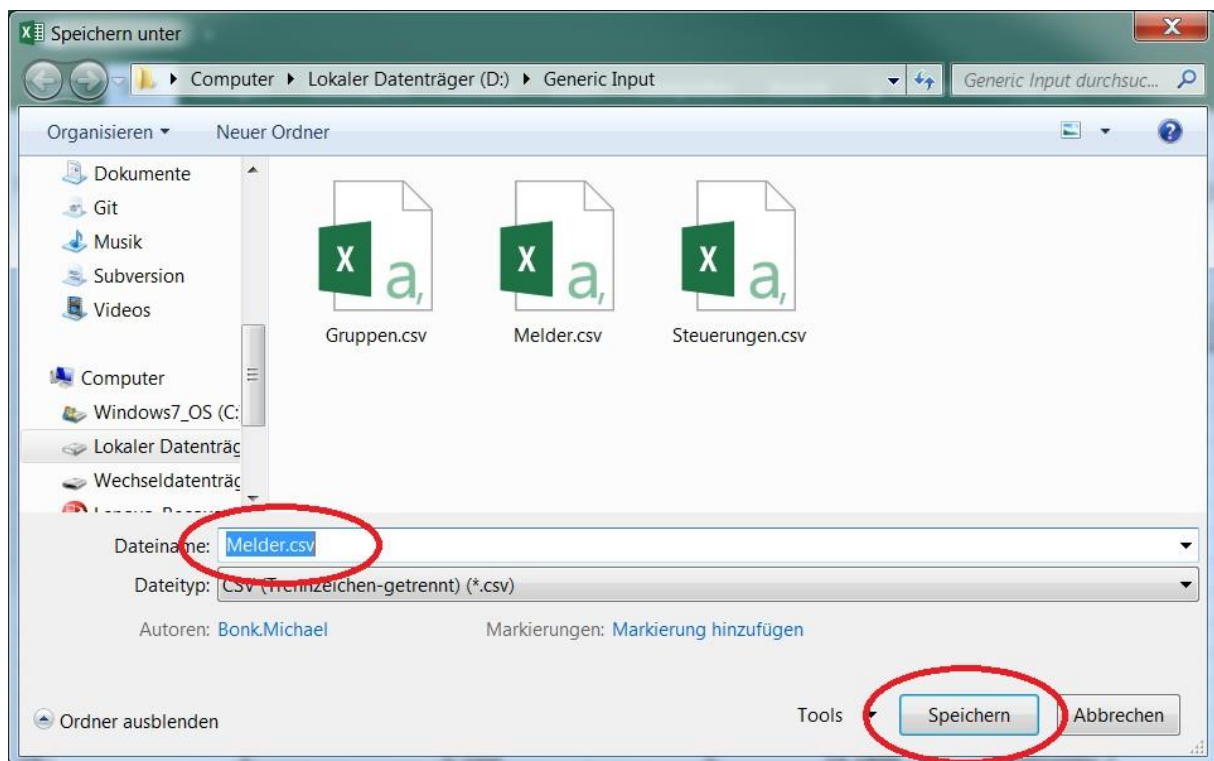 Speichern unter
Computer ▸ Lokaler Datenträger (D:) ▸ Generic Input
Generic Input durchsuc...
Organisieren
Neuer Ordner
Dokumente
Git
Musik
Subversion
Videos
Computer
Windows7_OS (C:
Lokaler Datenträg
Wechseldatenträg
Gruppen.csv
Melder.csv
Steuerungen.csv
Dateiname: Melder.csv
Dateityp: CSV (Trennzeichen-getrennt) (*.csv)
Autoren: Bonk.Michael
Markierungen: Markierung hinzufügen
Ordner ausblenden
Tools
Speichern
Abbrechen